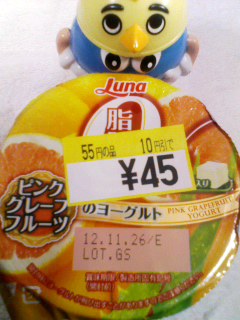 Luna
脂
55円の品 10円引で
¥45
ピンク
グレープ
フルーツ
のヨーグルト
PINK GRAPEFRUIT
YOGURT
12.11.26/E
LOT.GS